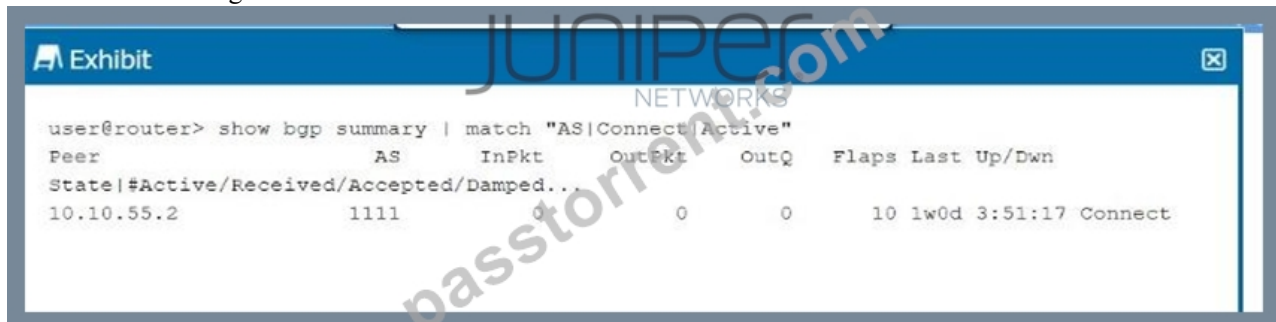 JUNIPER
NETWORKS
Exhibit
user@router> show bgp summary | match "AS|Connect|Active"
Peer AS InPkt OutPkt OutQ Flaps Last Up/Dwn
State|#Active/Received/Accepted/Damped...
10.10.55.2 1111 0 0 0 10 1w0d 3:51:17 Connect
passtorrent.com